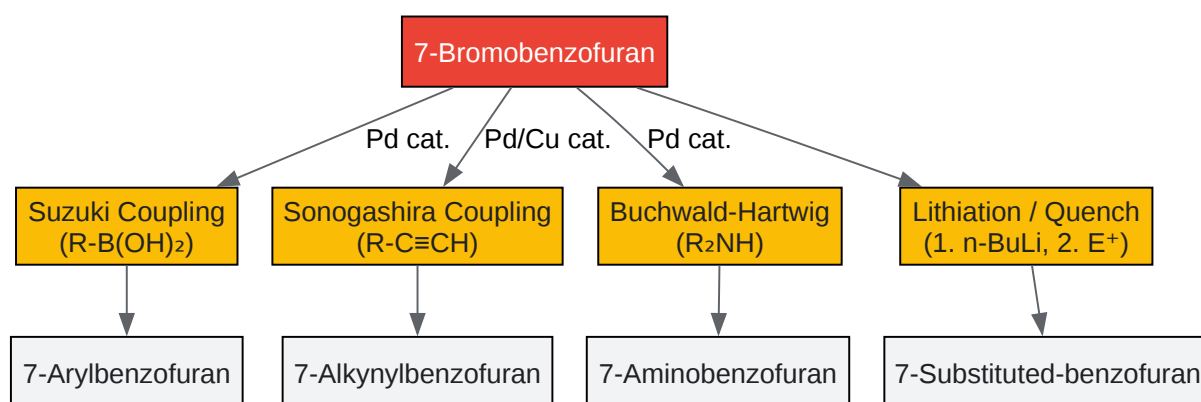 7-Bromobenzofuran
Pd cat.
Pd/Cu cat.
Pd cat.
Suzuki Coupling
(R-B(OH)₂)
Sonogashira Coupling
(R-C≡CH)
Buchwald-Hartwig
(R₂NH)
Lithiation / Quench
(1. n-BuLi, 2. E⁺)
7-Arylbenzofuran
7-Alkynylbenzofuran
7-Aminobenzofuran
7-Substituted-benzofuran